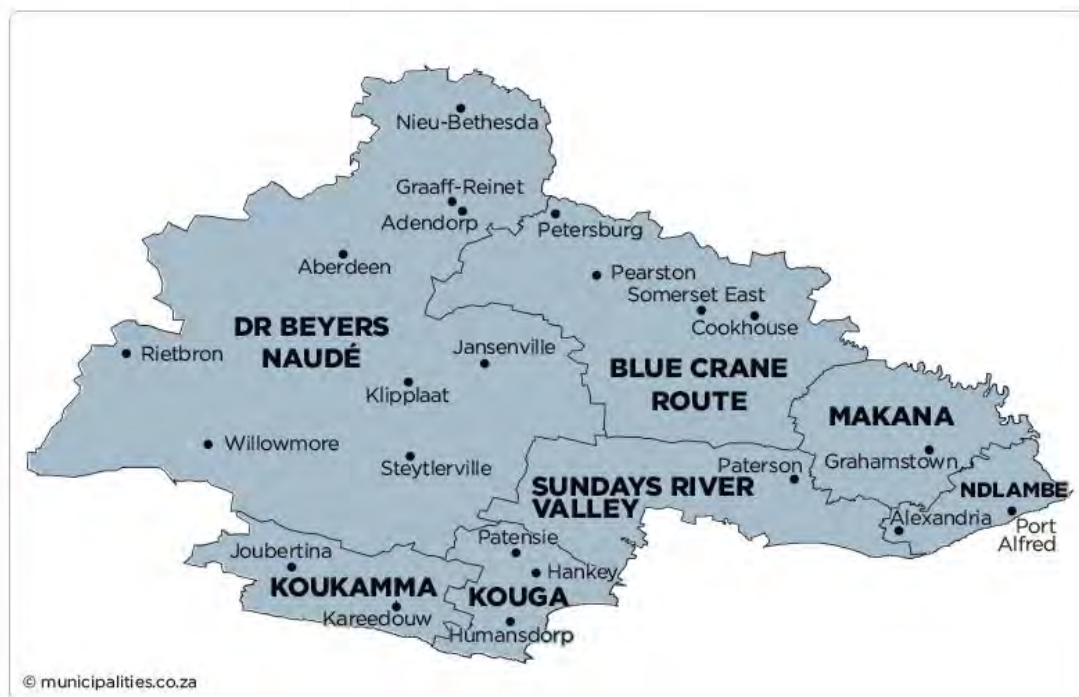 Nieu-Bethesda
Graaff-Reinet
Adendorp
Petersburg
Aberdeen
Pearston
Somerset East
Cookhouse
DR BEYERS
NAUDÉ
Rietbron
Jansenville
BLUE CRANE
ROUTE
Klipplaat
MAKANA
Willowmore
Steytlerville
Grahamstown
Paterson
SUNDAYS RIVER
VALLEY
NDLAMBE
Alexandria
Port
Alfred
Patensie
Joubertina
Hankey
KOUKAMMA
KOUGA
Kareedouw
Humansdorp
© municipalities.co.za